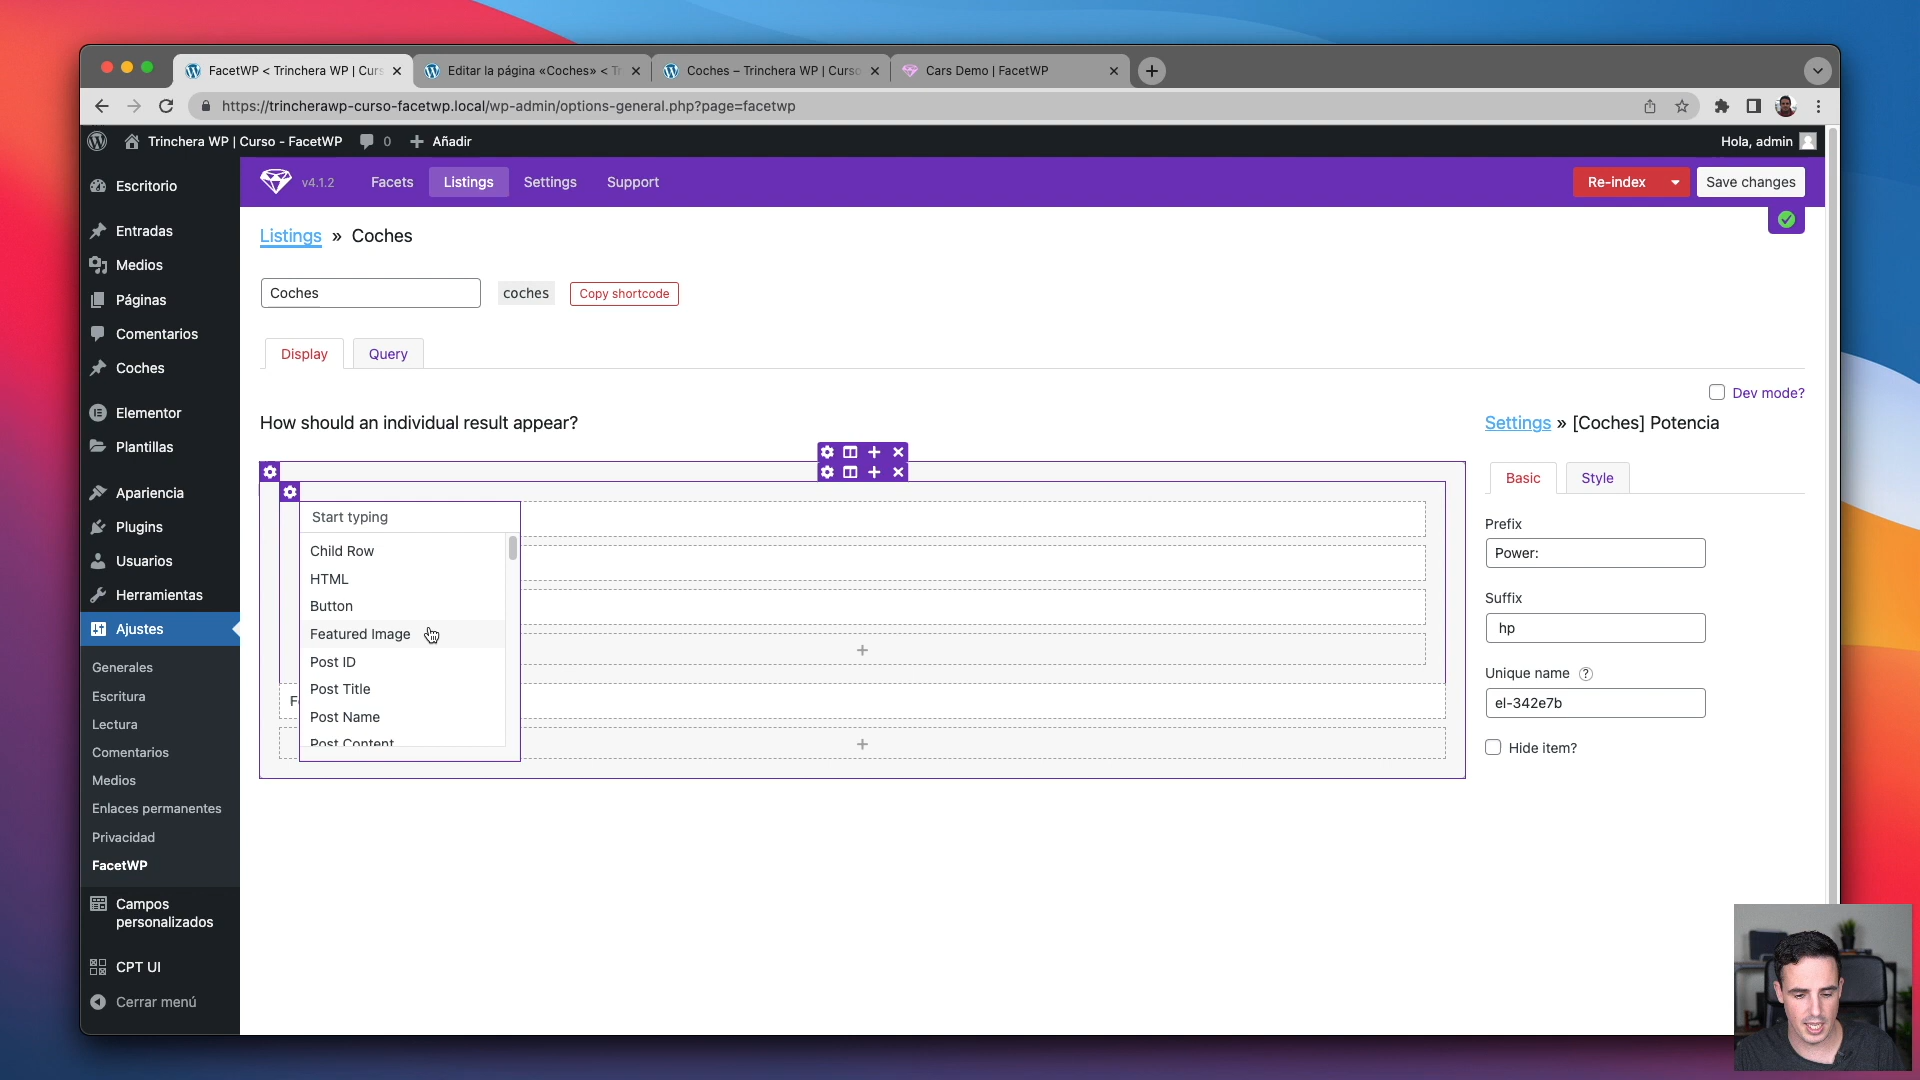 FacetWP < Trinchera WP | Curs
Editar la página «Coches» < Tr
Coches – Trinchera WP | Curso
Cars Demo | FacetWP
https://trincherawp-curso-facetwp.local/wp-admin/options-general.php?page=facetwp
Trinchera WP | Curso - FacetWP
0
Añadir
Hola, admin
v4.1.2
Facets
Listings
Settings
Support
Re-index
Save changes
Escritorio
Entradas
Medios
Páginas
Comentarios
Coches
Elementor
Plantillas
Apariencia
Plugins
Usuarios
Herramientas
Ajustes
Generales
Escritura
Lectura
Comentarios
Medios
Enlaces permanentes
Privacidad
FacetWP
Campos
personalizados
CPT UI
Cerrar menú
Listings » Coches
Coches
coches
Copy shortcode
Display
Query
Dev mode?
How should an individual result appear?
Start typing
Child Row
HTML
Button
Featured Image
Post ID
Post Title
Post Name
Post Content
Settings » [Coches] Potencia
Basic
Style
Prefix
Power:
Suffix
hp
Unique name
el-342e7b
Hide item?